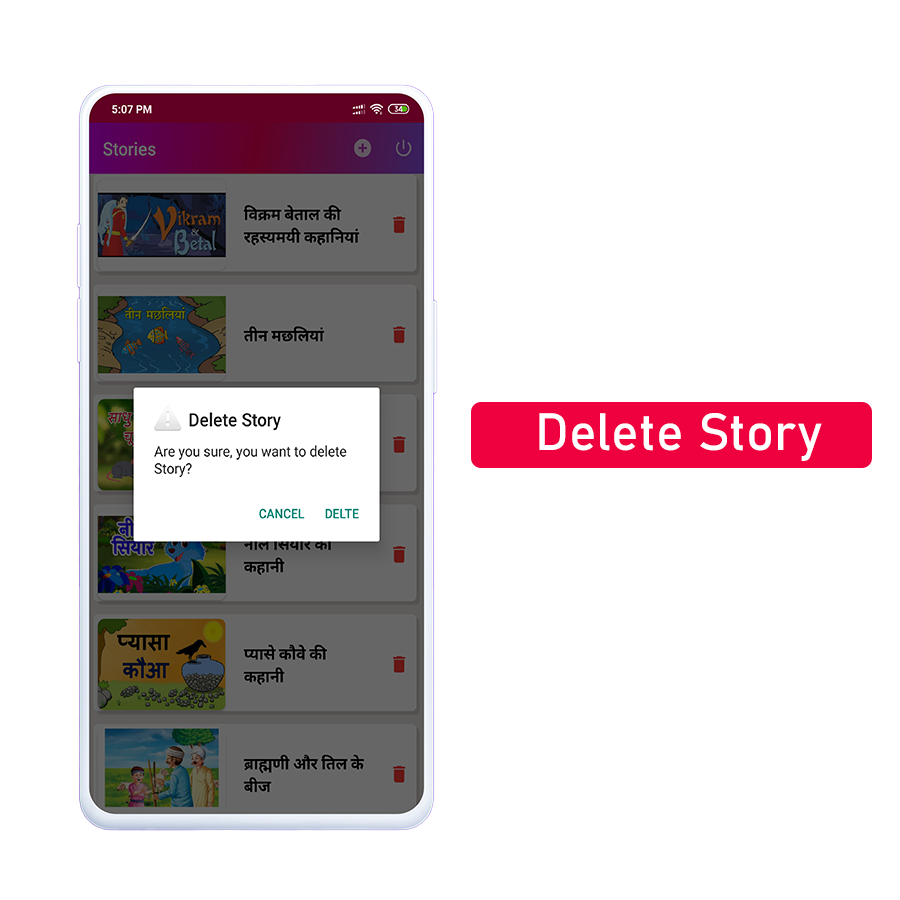 5:07 PM
34
Stories
Vikram
&
Betal
विक्रम बेताल की
रहस्यमयी कहानियां
तीन मछलियां
तीन मछलियां
साधु
Delete Story
Are you sure, you want to delete
Story?
CANCEL DELTE
सियार
कहानी
प्यासा
कौआ
प्यासे कौवे की
कहानी
ब्राह्मणी और तिल के
बीज
Delete Story